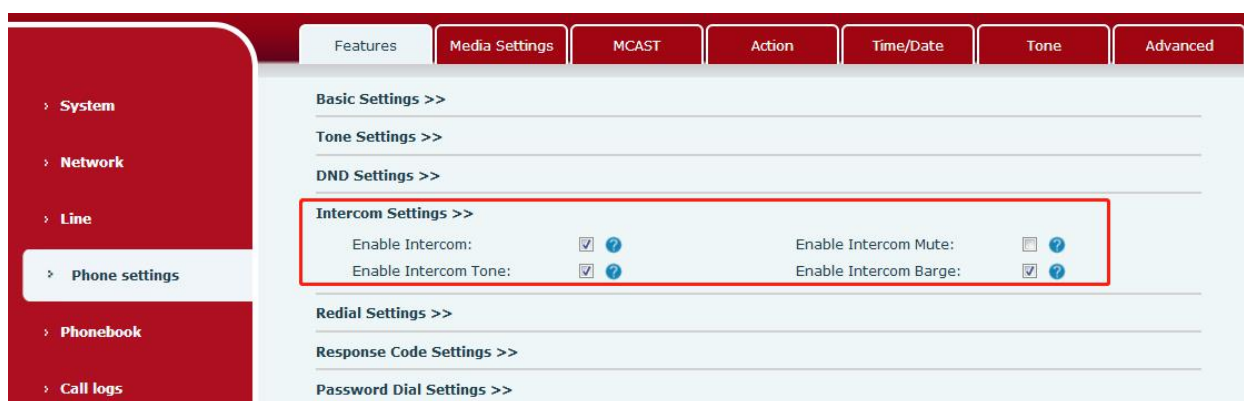 Features Media Settings MCAST Action Time/Date Tone Advanced
› System
› Network
› Line
› Phone settings
› Phonebook
› Call logs
Basic Settings >>
Tone Settings >>
DND Settings >>
Intercom Settings >>
Enable Intercom: Enable Intercom Mute:
Enable Intercom Tone: Enable Intercom Barge:
Redial Settings >>
Response Code Settings >>
Password Dial Settings >>